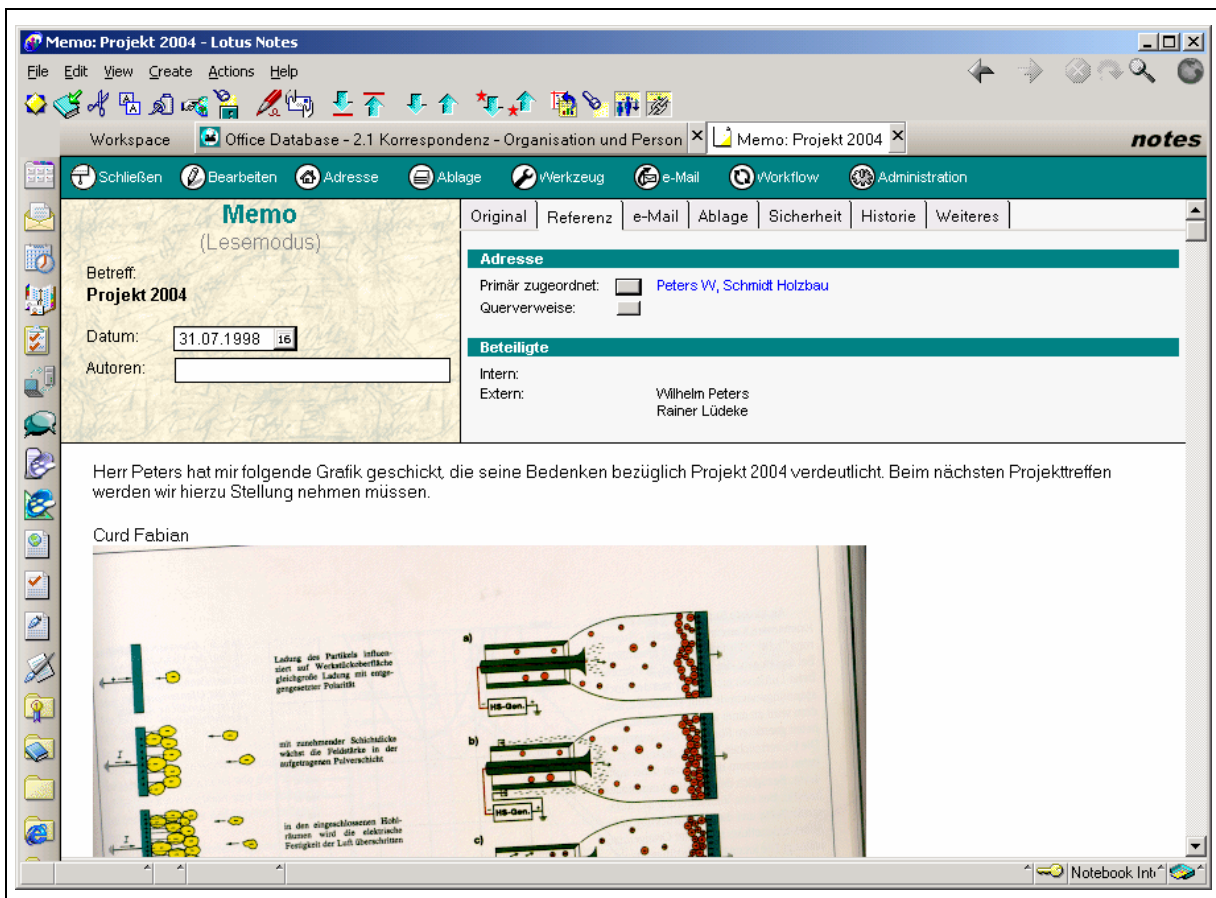 Memo: Projekt 2004 - Lotus Notes
File Edit View Create Actions Help
Workspace Office Database - 2.1 Korrespondenz - Organisation und Person Memo: Projekt 2004 notes
Schließen Bearbeiten Adresse Ablage Werkzeug e-Mail Workflow Administration
Memo
(Lesemodus)
Betreff:
Projekt 2004
Datum: 31.07.1998 16
Autoren:
Original Referenz e-Mail Ablage Sicherheit Historie Weiteres
Adresse
Primär zugeordnet: Peters W, Schmidt Holzbau
Querverweise:
Beteiligte
Intern:
Extern: Wilhelm Peters
Rainer Lüdeke
Herr Peters hat mir folgende Grafik geschickt, die seine Bedenken bezüglich Projekt 2004 verdeutlicht. Beim nächsten Projekttreffen
werden wir hierzu Stellung nehmen müssen.
Curd Fabian
Ladung des Partikels influen-
ziert auf Werkstückoberfläche
gleichgroße Ladung mit entge-
gengesetzter Polarität
a)
HS-Gen.
I
mit zunehmender Schichtdicke
wächst die Feldstärke in der
aufgetragenen Pulverschicht
b)
HS-Gen.
I
in den eingeschlossenen Hohl-
räumen wird die elektrische
Festigkeit der Luft überschritten
c)
Notebook Int